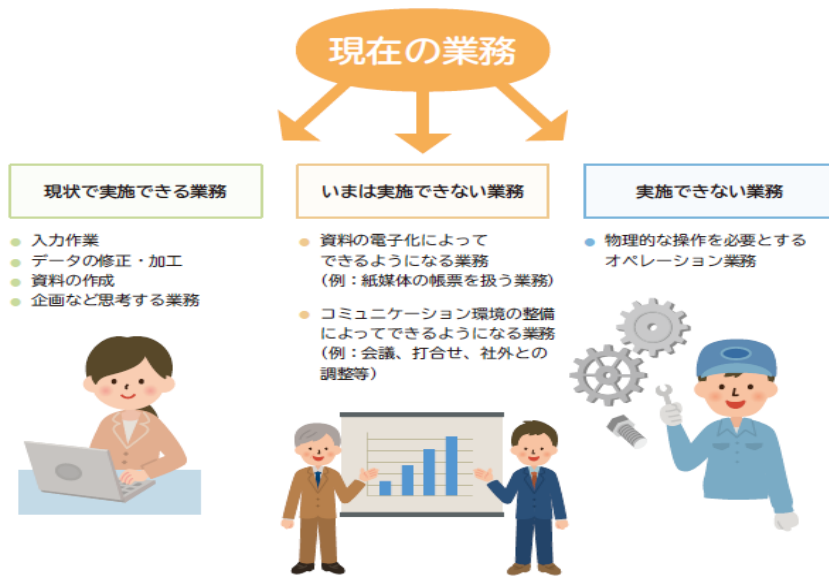 現在の業務
現状で実施できる業務
入力作業
データの修正・加工
資料の作成
企画など思考する業務
いまは実施できない業務
資料の電子化によって
できるようになる業務
(例：紙媒体の帳票を扱う業務)
コミュニケーション環境の整備
によってできるようになる業務
(例：会議、打合せ、社外との
調整等)
実施できない業務
物理的な操作を必要とする
オペレーション業務